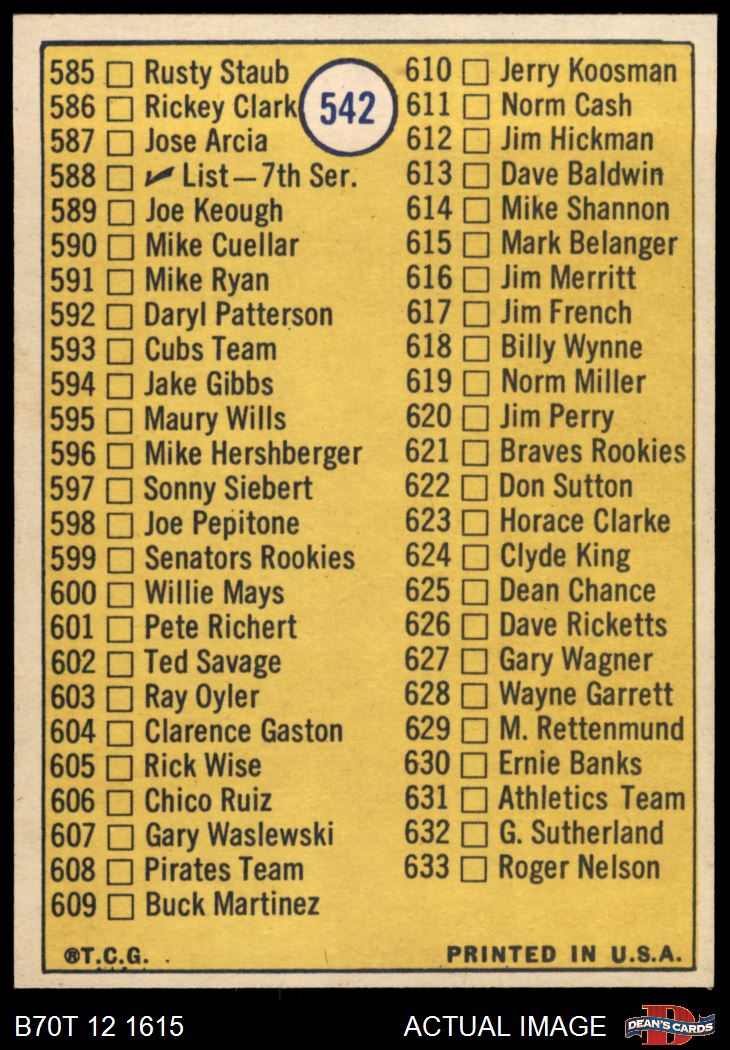 542
585 Rusty Staub
586 Rickey Clark
587 Jose Arcia
588 List—7th Ser.
589 Joe Keough
590 Mike Cuellar
591 Mike Ryan
592 Daryl Patterson
593 Cubs Team
594 Jake Gibbs
595 Maury Wills
596 Mike Hershberger
597 Sonny Siebert
598 Joe Pepitone
599 Senators Rookies
600 Willie Mays
601 Pete Richert
602 Ted Savage
603 Ray Oyler
604 Clarence Gaston
605 Rick Wise
606 Chico Ruiz
607 Gary Waslewski
608 Pirates Team
609 Buck Martinez
610 Jerry Koosman
611 Norm Cash
612 Jim Hickman
613 Dave Baldwin
614 Mike Shannon
615 Mark Belanger
616 Jim Merritt
617 Jim French
618 Billy Wynne
619 Norm Miller
620 Jim Perry
621 Braves Rookies
622 Don Sutton
623 Horace Clarke
624 Clyde King
625 Dean Chance
626 Dave Ricketts
627 Gary Wagner
628 Wayne Garrett
629 M. Rettenmund
630 Ernie Banks
631 Athletics Team
632 G. Sutherland
633 Roger Nelson
®T.C.G.
PRINTED IN U.S.A.
B70T 12 1615
ACTUAL IMAGE
D
DEAN'S CARDS